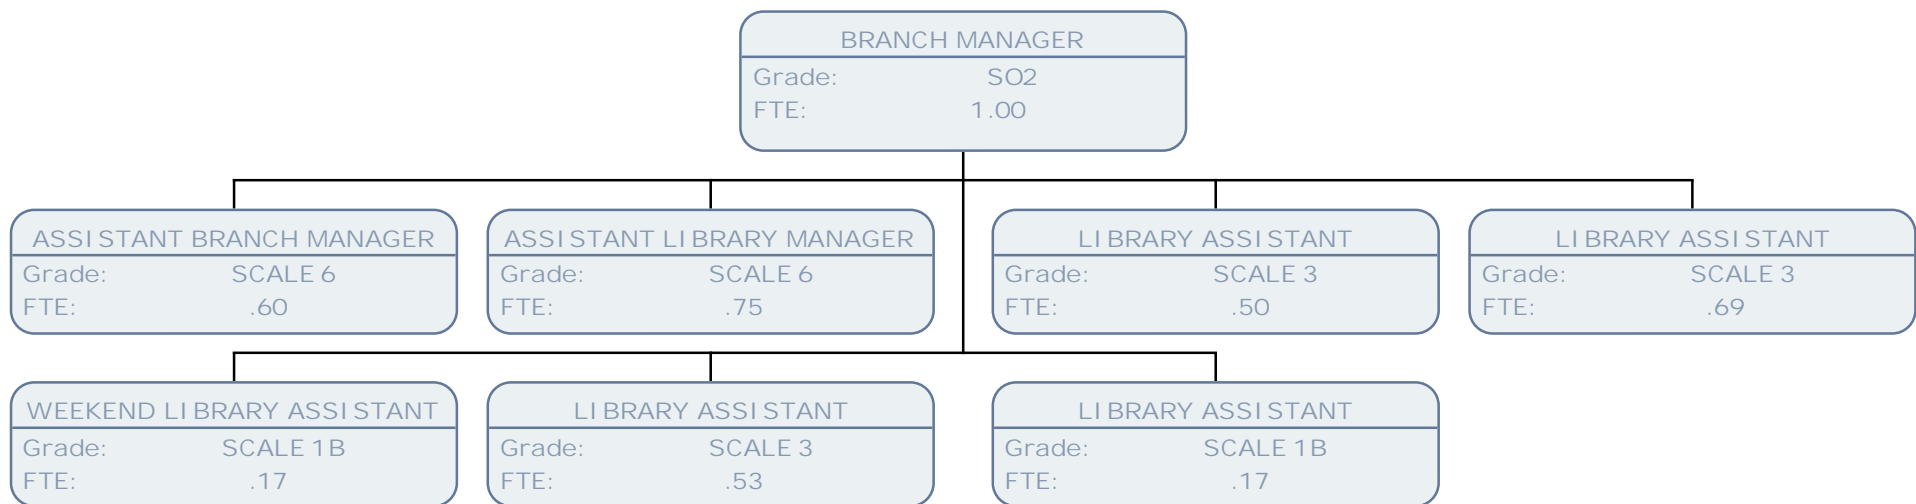 BRANCH MANAGER
Grade: SO2
FTE: 1.00
ASSISTANT BRANCH MANAGER
Grade: SCALE 6
FTE: .60
ASSISTANT LIBRARY MANAGER
Grade: SCALE 6
FTE: .75
LIBRARY ASSISTANT
Grade: SCALE 3
FTE: .50
LIBRARY ASSISTANT
Grade: SCALE 3
FTE: .69
WEEKEND LIBRARY ASSISTANT
Grade: SCALE 1B
FTE: .17
LIBRARY ASSISTANT
Grade: SCALE 3
FTE: .53
LIBRARY ASSISTANT
Grade: SCALE 1B
FTE: .17